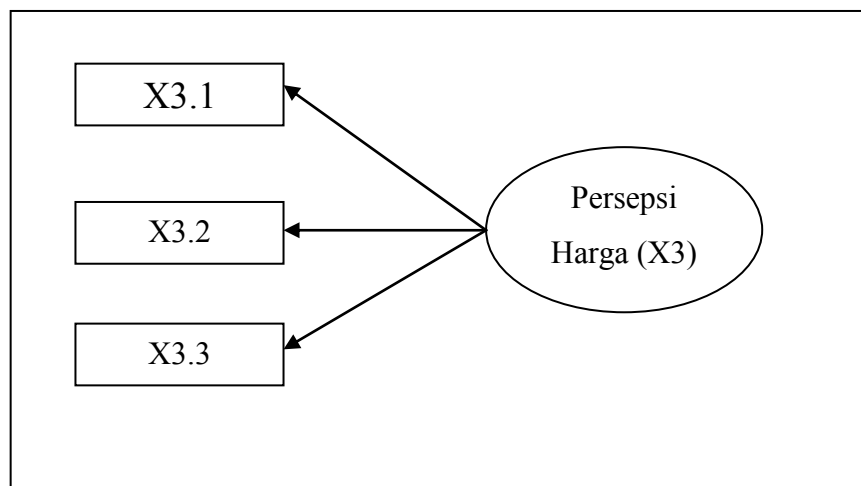 X3.1
X3.2
X3.3
Persepsi
Harga (X3)